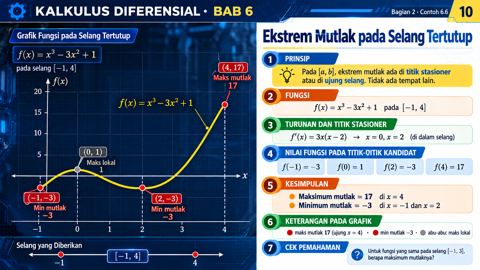 KALKULUS DIFERENSIAL • BAB 6
Bagian 2 • Contoh 6.6
10
Grafik Fungsi pada Selang Tertutup
f(x) = x³ − 3x² + 1
pada selang [−1, 4]
f(x)
20
15
10
5
−1
0
1
2
3
4
x
f(x) = x³ − 3x² + 1
(4, 17)
Maks mutlak
17
(0, 1)
Maks lokal
1
(−1, −3)
Min mutlak
−3
(2, −3)
Min mutlak
−3
Selang yang Diberikan
[−1, 4]
−1
4
Ekstrem Mutlak pada Selang Tertutup
1 PRINSIP
Pada [a, b], ekstrem mutlak ada di titik stasioner
atau di ujung selang. Tidak ada tempat lain.
2 FUNGSI
f(x) = x³ − 3x² + 1 pada [−1, 4]
3 TURUNAN DAN TITIK STASIONER
f′(x) = 3x(x − 2) → x = 0, x = 2 (di dalam selang)
4 NILAI FUNGSI PADA TITIK-TITIK KANDIDAT
f(−1) = −3 f(0) = 1 f(2) = −3 f(4) = 17
5 KESIMPULAN
Maksimum mutlak = 17 di x = 4
Minimum mutlak = −3 di x = −1 dan x = 2
6 KETERANGAN PADA GRAFIK
maks mutlak 17 (ujung x = 4) • min mutlak −3 • abu-abu: maks lokal
7 CEK PEMAHAMAN
? Untuk fungsi yang sama pada selang [−1, 3],
berapa maksimum mutlaknya?